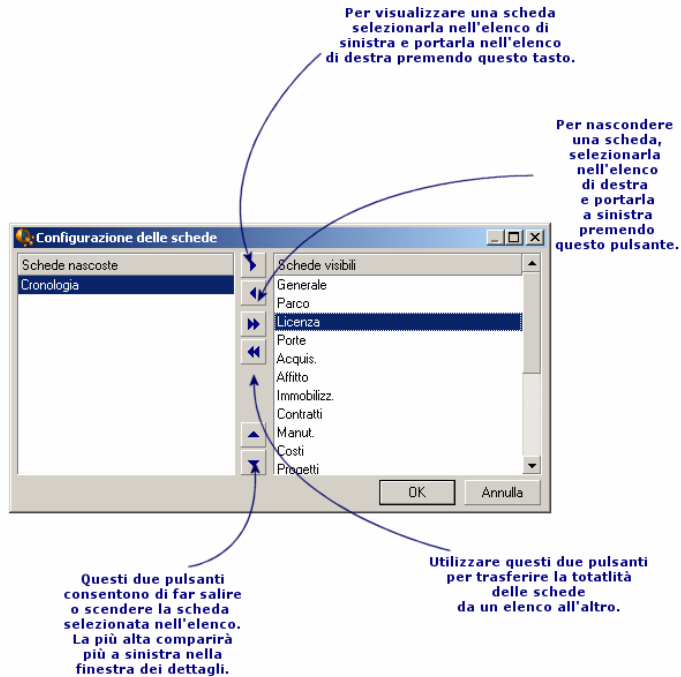 Per visualizzare una scheda
selezionarla nell'elenco di
sinistra e portarla nell'elenco
di destra premendo questo tasto.
Per nascondere
una scheda,
selezionarla
nell'elenco
di destra
e portarla
a sinistra
premendo
questo pulsante.
Configurazione delle schede
Schede nascoste
Cronologia
Schede visibili
Generale
Parco
Licenza
Porte
Acquis.
Affitto
Immobilizz.
Contratti
Manut.
Costi
Progetti
OK
Annulla
Questi due pulsanti
consentono di far salire
o scendere la scheda
selezionata nell'elenco.
La più alta comparirà
più a sinistra nella
finestra dei dettagli.
Utilizzare questi due pulsanti
per trasferire la totatlità
delle schede
da un elenco all'altro.